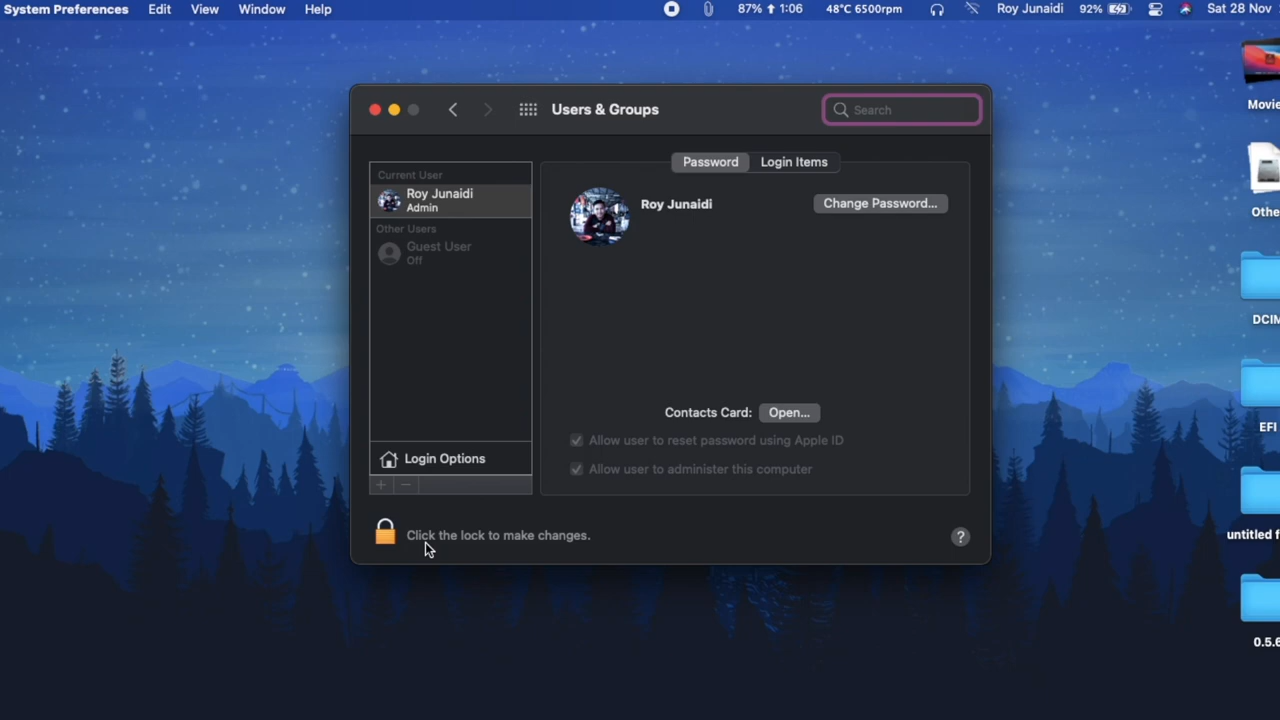 System Preferences Edit View Window Help 87% 1:06 48°C 6500rpm Roy Junaidi 92% Sat 28 Nov
Users & Groups
Search
Movie
Password Login Items
Current User
Roy Junaidi
Admin
Roy Junaidi
Change Password...
Othe
Other Users
Guest User
Off
DCIM
Contacts Card: Open...
EFI
Allow user to reset password using Apple ID
Login Options
Allow user to administer this computer
+ −
Click the lock to make changes.
?
untitled f
0.5.6